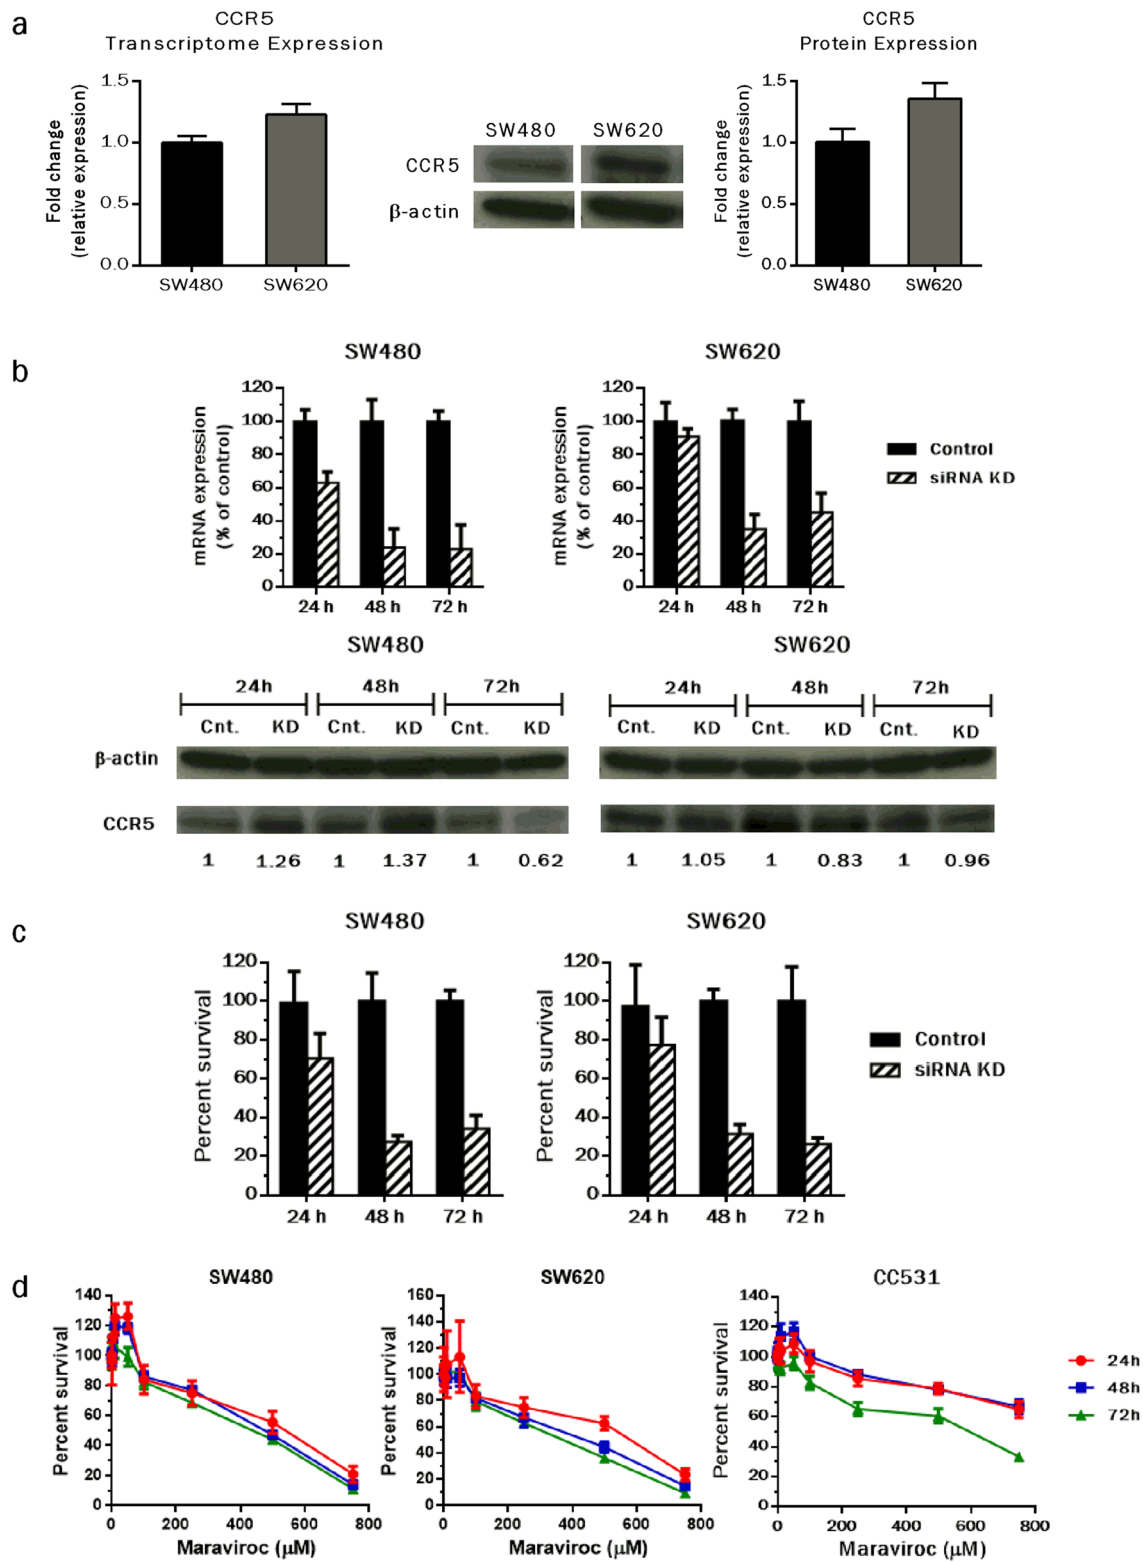 a
CCR5
Transcriptome Expression
Fold change
(relative expression)
1.5
1.0
0.5
0.0
SW480 SW620
SW480 SW620
CCR5
β-actin
CCR5
Protein Expression
Fold change
(relative expression)
1.5
1.0
0.5
0.0
SW480 SW620
b
SW480
mRNA expression
(% of control)
120
100
80
60
40
20
0
24 h 48 h 72 h
SW620
mRNA expression
(% of control)
120
100
80
60
40
20
0
24 h 48 h 72 h
Control
siRNA KD
SW480
24h 48h 72h
Cnt. KD Cnt. KD Cnt. KD
SW620
24h 48h 72h
Cnt. KD Cnt. KD Cnt. KD
β-actin
CCR5
1 1.26 1 1.37 1 0.62
1 1.05 1 0.83 1 0.96
c
SW480
Percent survival
120
100
80
60
40
20
0
24 h 48 h 72 h
SW620
Percent survival
120
100
80
60
40
20
0
24 h 48 h 72 h
Control
siRNA KD
d
SW480
Percent survival
140
120
100
80
60
40
20
0
0 200 400 600 800
Maraviroc (μM)
SW620
Percent survival
160
140
120
100
80
60
40
20
0
0 200 400 600 800
Maraviroc (μM)
CC531
Percent survival
140
120
100
80
60
40
20
0
0 200 400 600 800
Maraviroc (μM)
24h
48h
72h